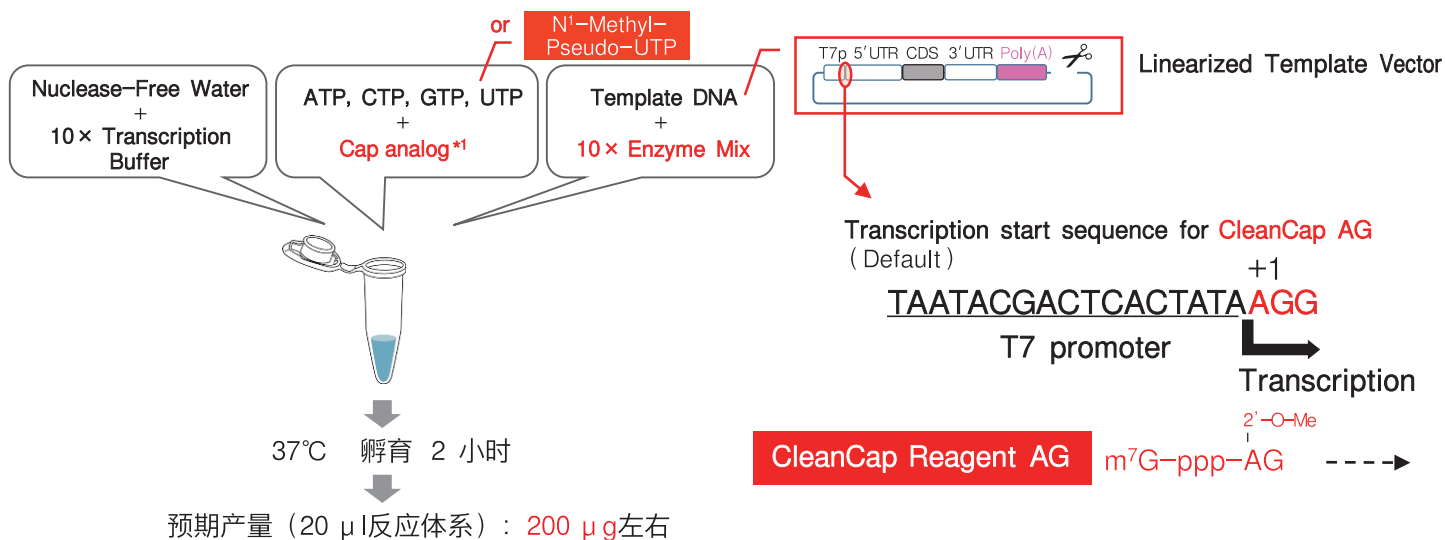 or
N¹-Methyl-
Pseudo-UTP
Nuclease-Free Water
+
10× Transcription
Buffer
ATP, CTP, GTP, UTP
+
Cap analog*¹
Template DNA
+
10× Enzyme Mix
T7p 5'UTR CDS 3'UTR Poly(A)
Linearized Template Vector
Transcription start sequence for CleanCap AG
(Default)
+1
TAATACGACTCACTATAAGG
T7 promoter
Transcription
2'-O-Me
CleanCap Reagent AG m⁷G-ppp-AG
37℃ 孵育 2 小时
预期产量（20 μl反应体系）: 200 μg左右